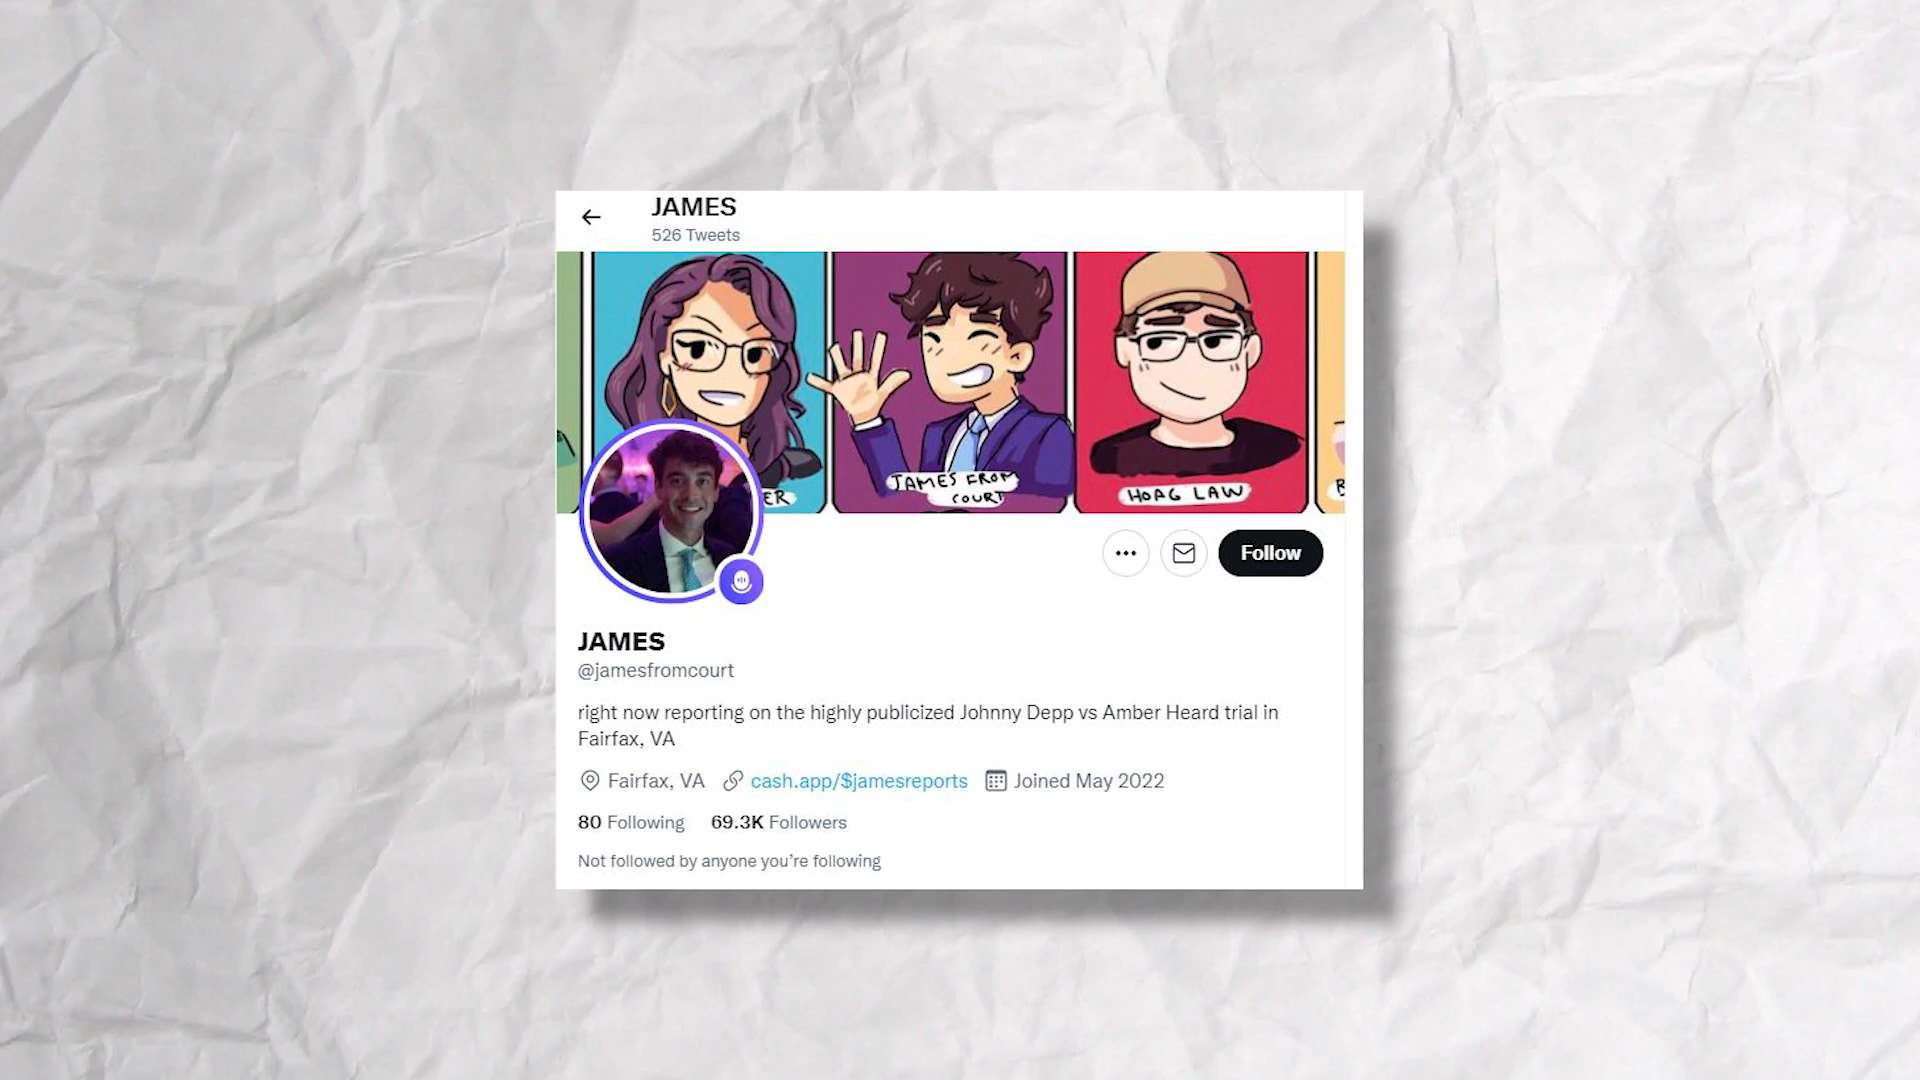 JAMES
526 Tweets
ER
JAMES FROM
COURT
HOAG LAW
B
Follow
JAMES
@jamesfromcourt
right now reporting on the highly publicized Johnny Depp vs Amber Heard trial in
Fairfax, VA
Fairfax, VA cash.app/$jamesreports Joined May 2022
80 Following 69.3K Followers
Not followed by anyone you're following